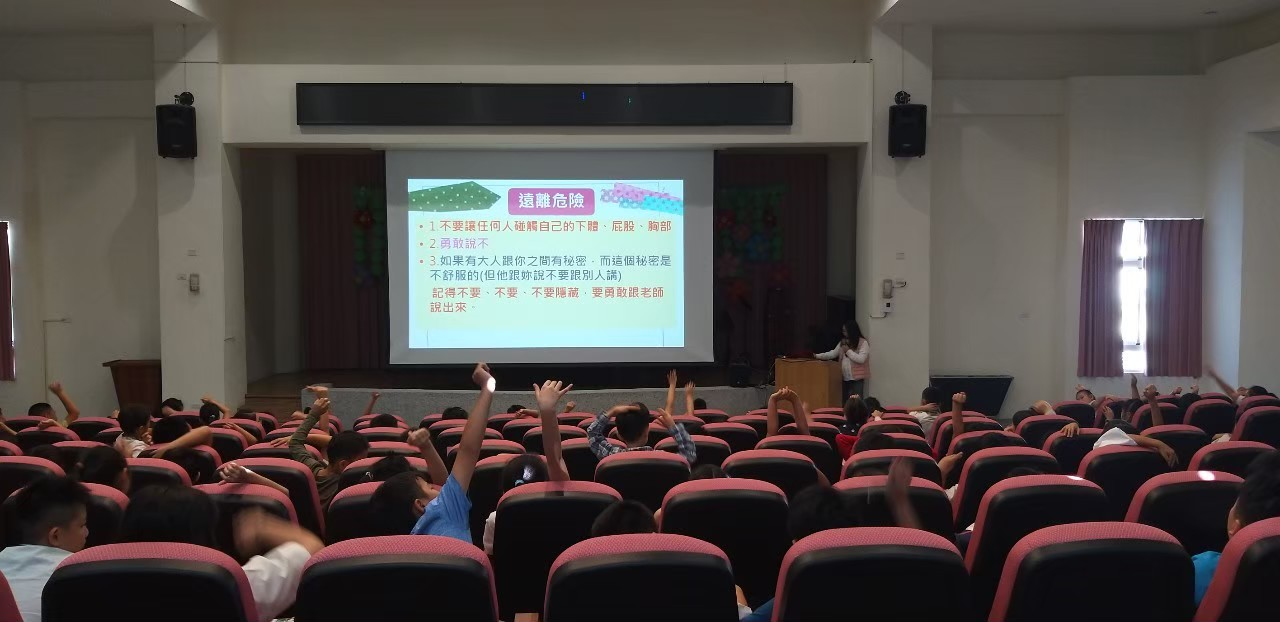 遠離危險
• 1.不要讓任何人碰觸自己的下體、屁股、胸部
• 2.勇敢說不
• 3.如果有大人跟你之間有秘密，而這個秘密是
不舒服的(但他跟妳說不要跟別人講)
記得不要、不要、不要隱藏，要勇敢跟老師
說出來。